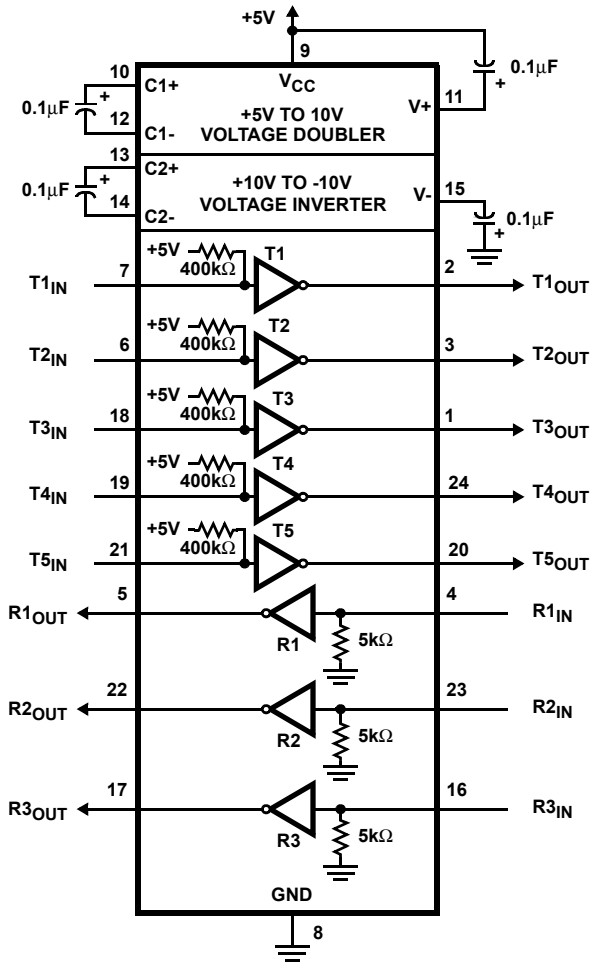 +5V
9
10
C1+
VCC
0.1μF
+
0.1μF
+
11
V+
+5V TO 10V
VOLTAGE DOUBLER
12
C1-
13
C2+
+10V TO -10V
VOLTAGE INVERTER
V-
15
0.1μF
+
14
C2-
0.1μF
+
+5V
400kΩ
T1
T1IN
7
2
T1OUT
+5V
400kΩ
T2
T2IN
6
3
T2OUT
+5V
400kΩ
T3
T3IN
18
1
T3OUT
+5V
400kΩ
T4
T4IN
19
24
T4OUT
+5V
400kΩ
T5
T5IN
21
20
T5OUT
R1OUT
5
4
R1IN
R1
5kΩ
R2OUT
22
23
R2IN
R2
5kΩ
R3OUT
17
16
R3IN
R3
5kΩ
GND
8